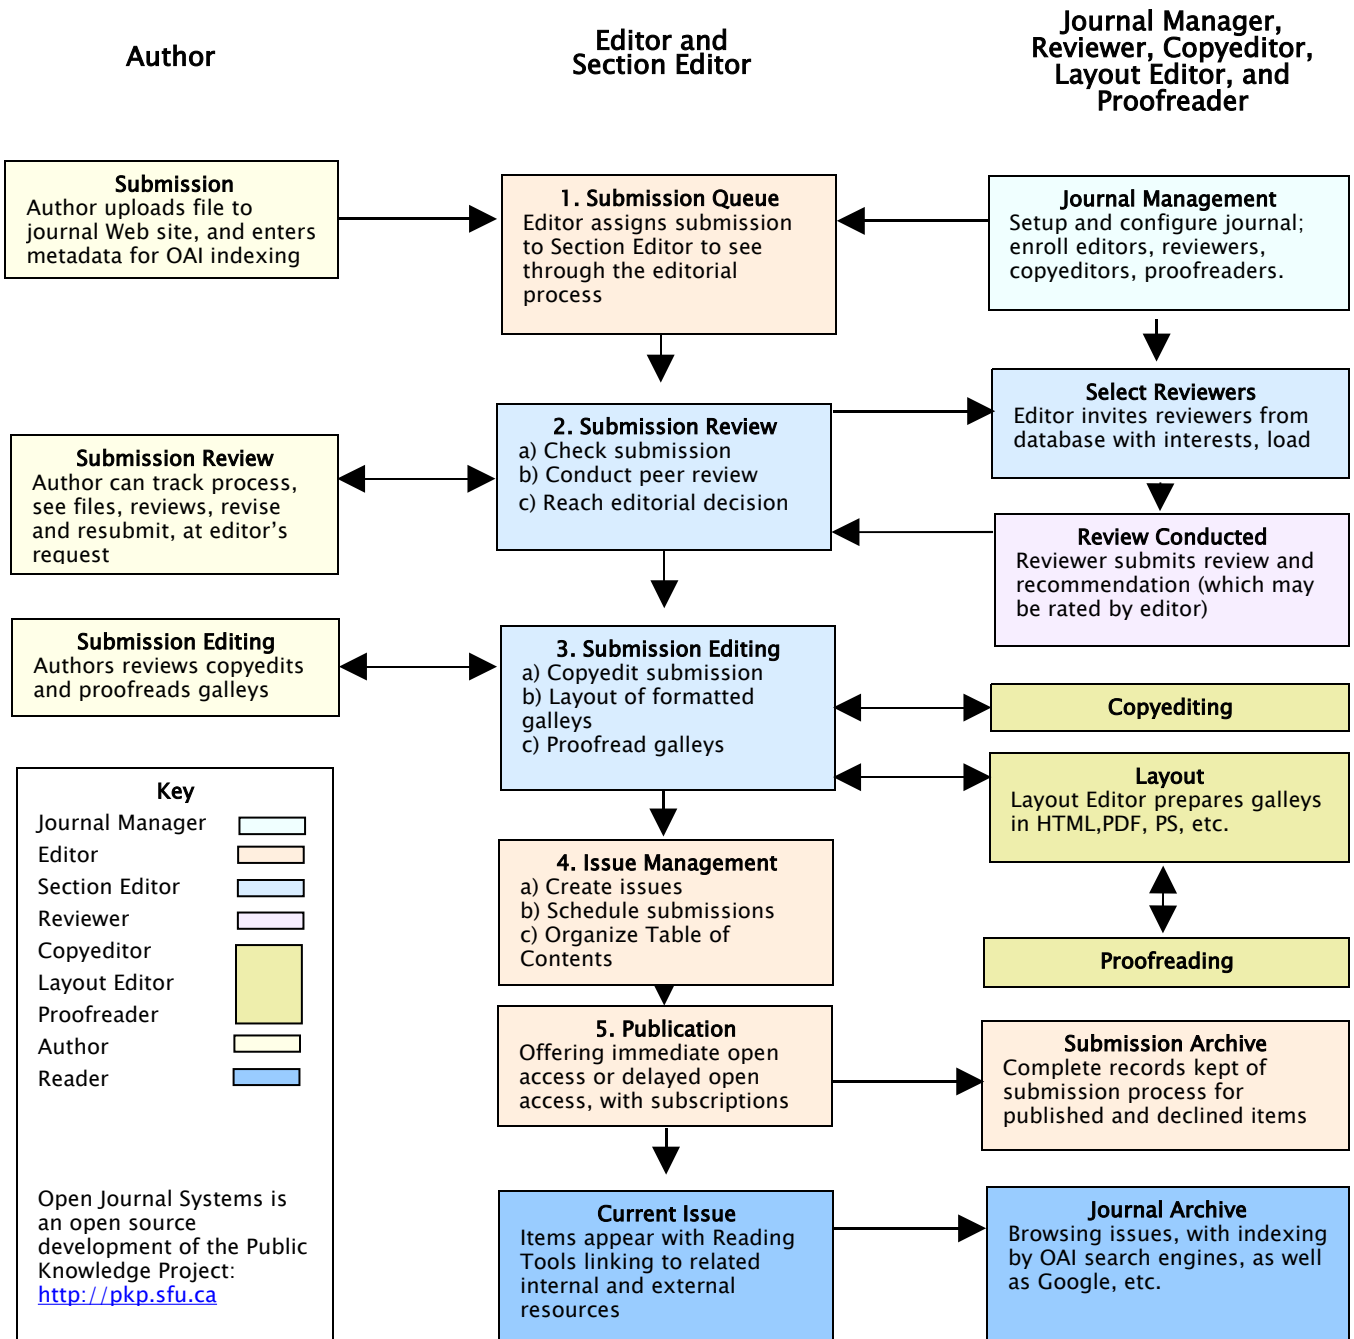 Author
Editor and
Section Editor
Journal Manager,
Reviewer, Copyeditor,
Layout Editor, and
Proofreader
Submission
Author uploads file to
journal Web site, and enters
metadata for OAI indexing
1. Submission Queue
Editor assigns submission
to Section Editor to see
through the editorial
process
Journal Management
Setup and configure journal;
enroll editors, reviewers,
copyeditors, proofreaders.
Submission Review
Author can track process,
see files, reviews, revise
and resubmit, at editor's
request
2. Submission Review
a) Check submission
b) Conduct peer review
c) Reach editorial decision
Select Reviewers
Editor invites reviewers from
database with interests, load
Review Conducted
Reviewer submits review and
recommendation (which may
be rated by editor)
Submission Editing
Authors reviews copyedits
and proofreads galleys
3. Submission Editing
a) Copyedit submission
b) Layout of formatted
galleys
c) Proofread galleys
Copyediting
Layout
Layout Editor prepares galleys
in HTML,PDF, PS, etc.
Proofreading
4. Issue Management
a) Create issues
b) Schedule submissions
c) Organize Table of
Contents
5. Publication
Offering immediate open
access or delayed open
access, with subscriptions
Submission Archive
Complete records kept of
submission process for
published and declined items
Current Issue
Items appear with Reading
Tools linking to related
internal and external
resources
Journal Archive
Browsing issues, with indexing
by OAI search engines, as well
as Google, etc.
Key
Journal Manager
Editor
Section Editor
Reviewer
Copyeditor
Layout Editor
Proofreader
Author
Reader
Open Journal Systems is
an open source
development of the Public
Knowledge Project:
http://pkp.sfu.ca